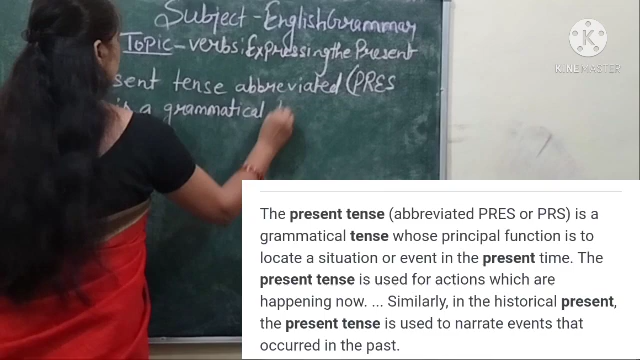 Subject - English Grammar
Topic - verbs: Expressing the Present
sent tense abbreviated (PRES
is a grammatical
KINEMASTER
The present tense (abbreviated PRES or PRS) is a
grammatical tense whose principal function is to
locate a situation or event in the present time. The
present tense is used for actions which are
happening now. ... Similarly, in the historical present,
the present tense is used to narrate events that
occurred in the past.